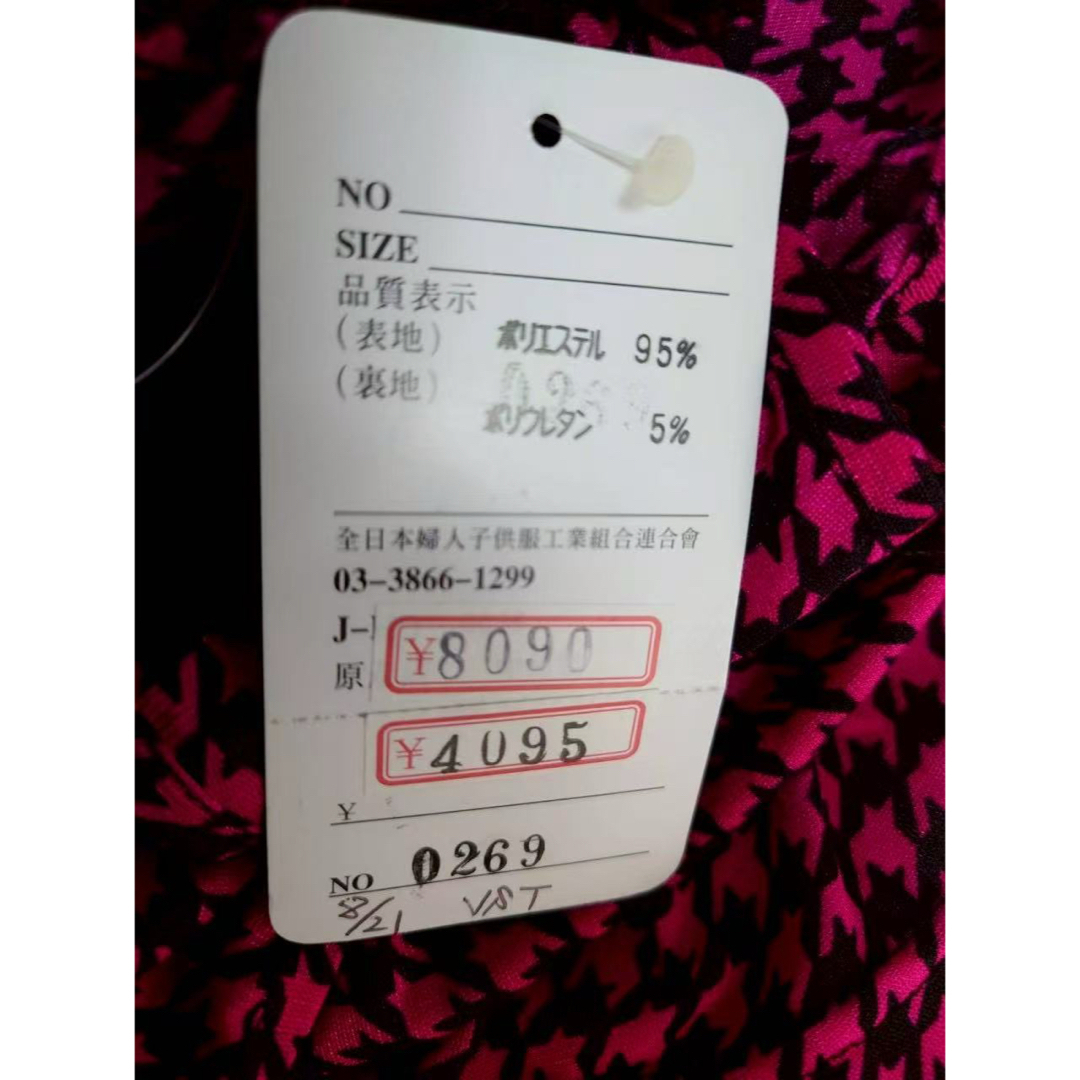 NO
SIZE
品質表示
(表地) ポリエステル 95%
(裏地)
ポリウレタン 5%
全日本婦人子供服工業組合連合會
03-3866-1299
J-
¥8090
原
¥4095
¥
NO 0269
8/21 VST